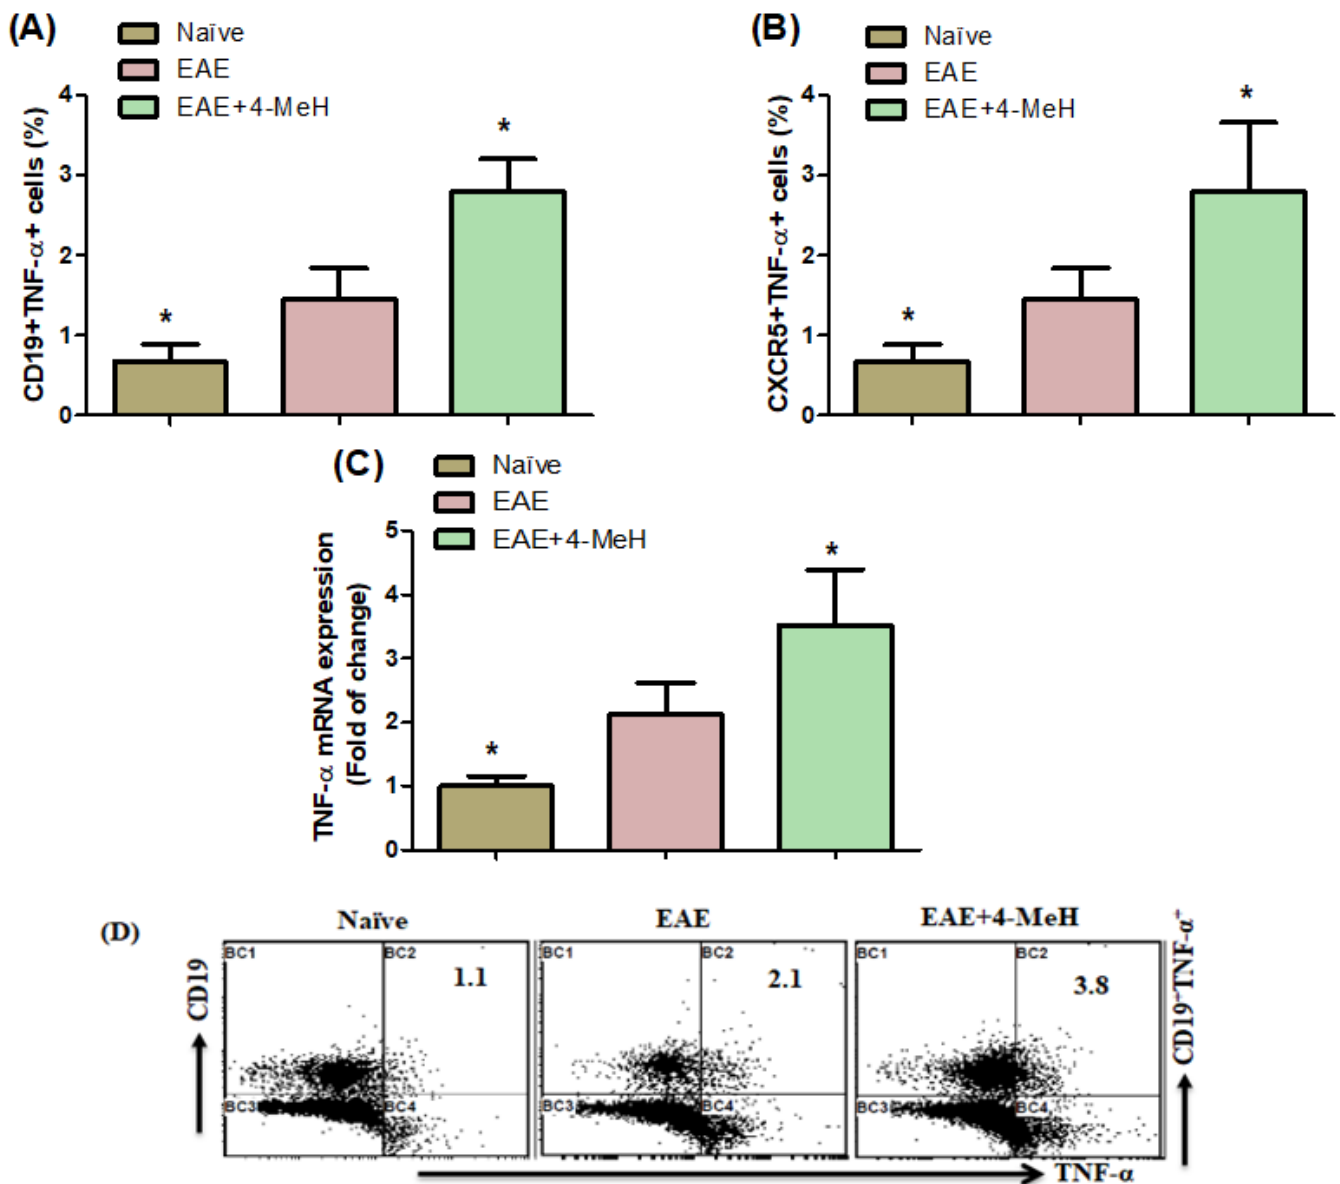 (A)
Naïve
EAE
EAE+4-MeH
CD19+TNF-α+ cells (%)
4
3
2
1
0
*
*
(B)
Naïve
EAE
EAE+4-MeH
CXCR5+TNF-α+ cells (%)
4
3
2
1
0
*
*
(C)
Naïve
EAE
EAE+4-MeH
TNF-α mRNA expression
(Fold of change)
5
4
3
2
1
0
*
*
(D)
Naïve
EAE
EAE+4-MeH
CD19
BC1
BC2
1.1
BC3
BC4
BC1
BC2
2.1
BC3
BC4
BC1
BC2
3.8
BC3
BC4
CD19+TNF-α+
TNF-α